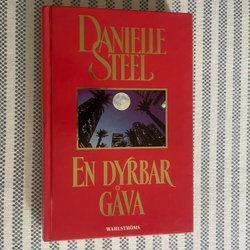 DANIELLE
STEEL
EN DYRBAR
GÅVA
WAHLSTRÖMS